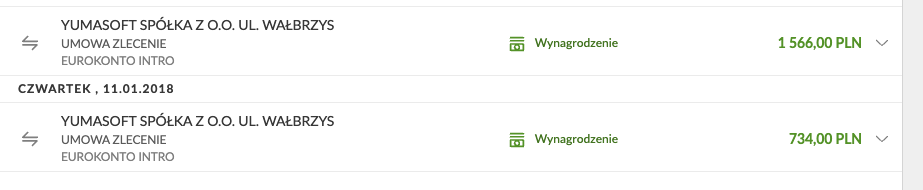 YUMASOFT SPÓŁKA Z O.O. UL. WAŁBRZYS
UMOWA ZLECENIE
EUROKONTO INTRO
Wynagrodzenie
1 566,00 PLN
CZWARTEK , 11.01.2018
YUMASOFT SPÓŁKA Z O.O. UL. WAŁBRZYS
UMOWA ZLECENIE
EUROKONTO INTRO
Wynagrodzenie
734,00 PLN